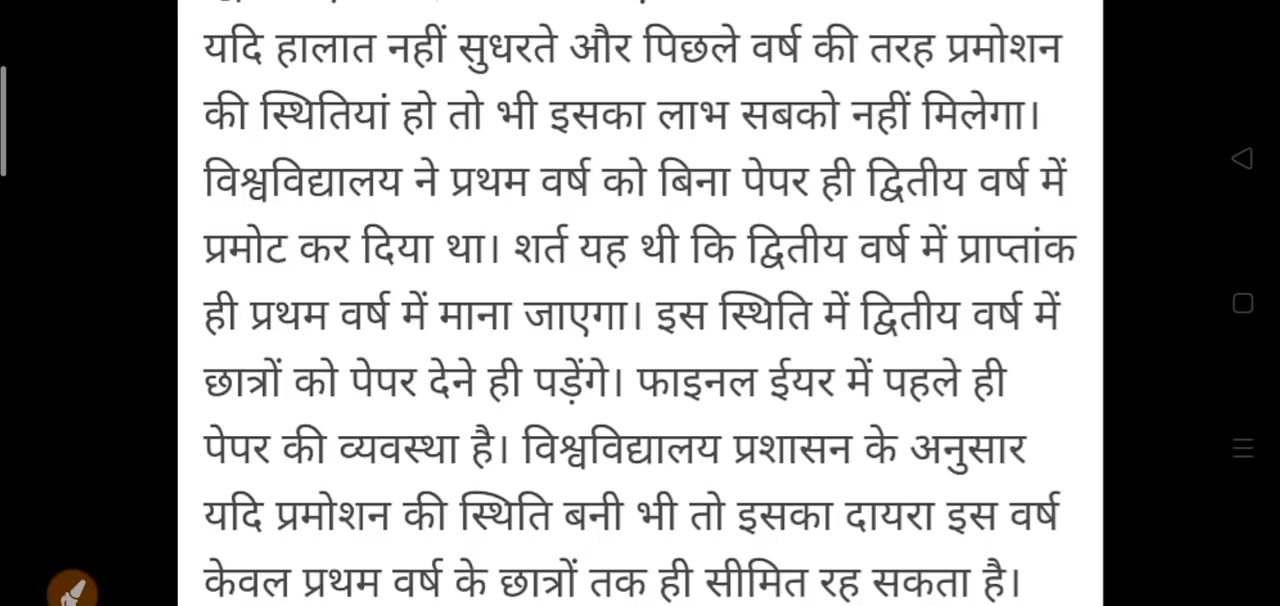 यदि हालात नहीं सुधरते और पिछले वर्ष की तरह प्रमोशन
की स्थितियां हो तो भी इसका लाभ सबको नहीं मिलेगा।
विश्वविद्यालय ने प्रथम वर्ष को बिना पेपर ही द्वितीय वर्ष में
प्रमोट कर दिया था। शर्त यह थी कि द्वितीय वर्ष में प्राप्तांक
ही प्रथम वर्ष में माना जाएगा। इस स्थिति में द्वितीय वर्ष में
छात्रों को पेपर देने ही पड़ेंगे। फाइनल ईयर में पहले ही
पेपर की व्यवस्था है। विश्वविद्यालय प्रशासन के अनुसार
यदि प्रमोशन की स्थिति बनी भी तो इसका दायरा इस वर्ष
केवल प्रथम वर्ष के छात्रों तक ही सीमित रह सकता है।